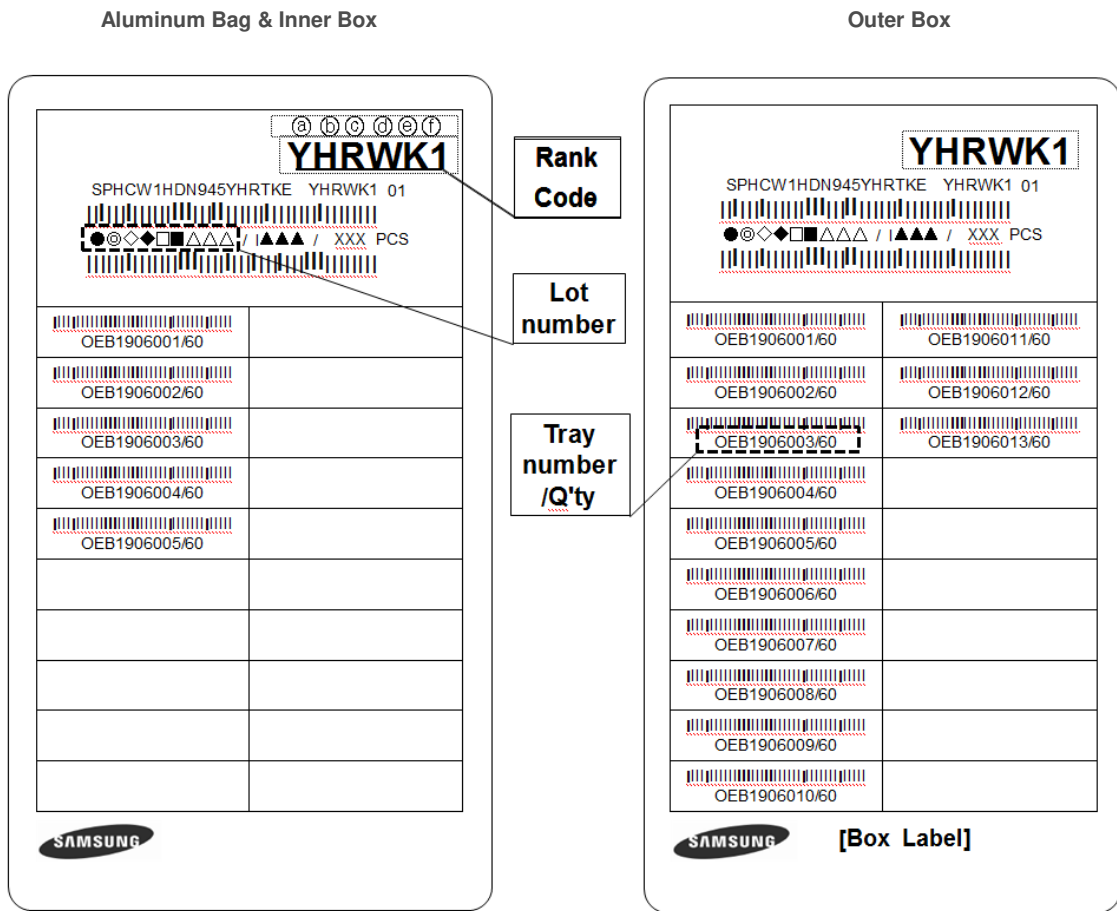 Aluminum Bag & Inner Box
ⓐ ⓑ ⓒ ⓓ ⓔ ⓕ
YHRWK1
SPHCW1HDN945YHRTKE YHRWK1 01
●◎◇◆□■△△△ / I▲▲▲ / XXX PCS
OEB1906001/60
OEB1906002/60
OEB1906003/60
OEB1906004/60
OEB1906005/60
SAMSUNG
Rank
Code
Lot
number
Tray
number
/Q'ty
Outer Box
YHRWK1
SPHCW1HDN945YHRTKE YHRWK1 01
●◎◇◆□■△△△ / I▲▲▲ / XXX PCS
OEB1906001/60 OEB1906011/60
OEB1906002/60 OEB1906012/60
OEB1906003/60 OEB1906013/60
OEB1906004/60
OEB1906005/60
OEB1906006/60
OEB1906007/60
OEB1906008/60
OEB1906009/60
OEB1906010/60
SAMSUNG [Box Label]